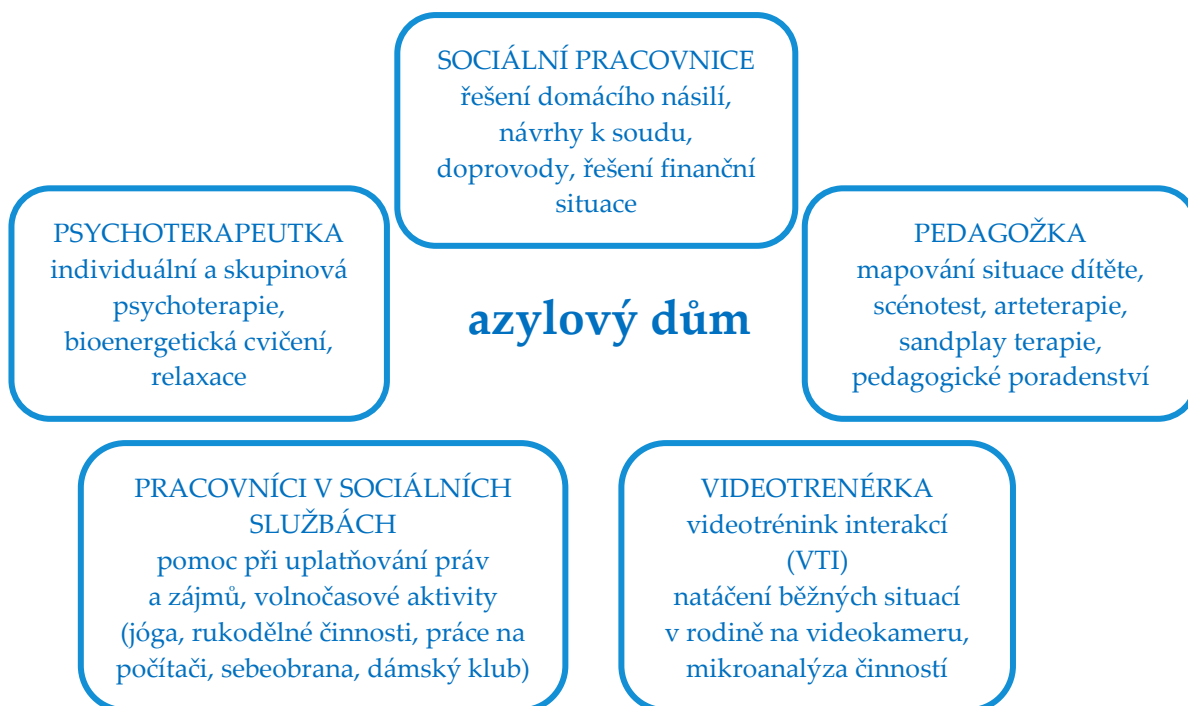 SOCIÁLNÍ PRACOVNICE
řešení domácího násilí,
návrhy k soudu,
doprovody, řešení finanční
situace
PSYCHOTERAPEUTKA
individuální a skupinová
psychoterapie,
bioenergetická cvičení,
relaxace
azylový dům
PEDAGOŽKA
mapování situace dítěte,
scénotest, arteterapie,
sandplay terapie,
pedagogické poradenství
PRACOVNÍCI V SOCIÁLNÍCH
SLUŽBÁCH
pomoc při uplatňování práv
a zájmů, volnočasové aktivity
(jóga, rukodělné činnosti, práce na
počítači, sebeobrana, dámský klub)
VIDEOTRENÉRKA
videotrénink interakcí
(VTI)
natáčení běžných situací
v rodině na videokameru,
mikroanalýza činností